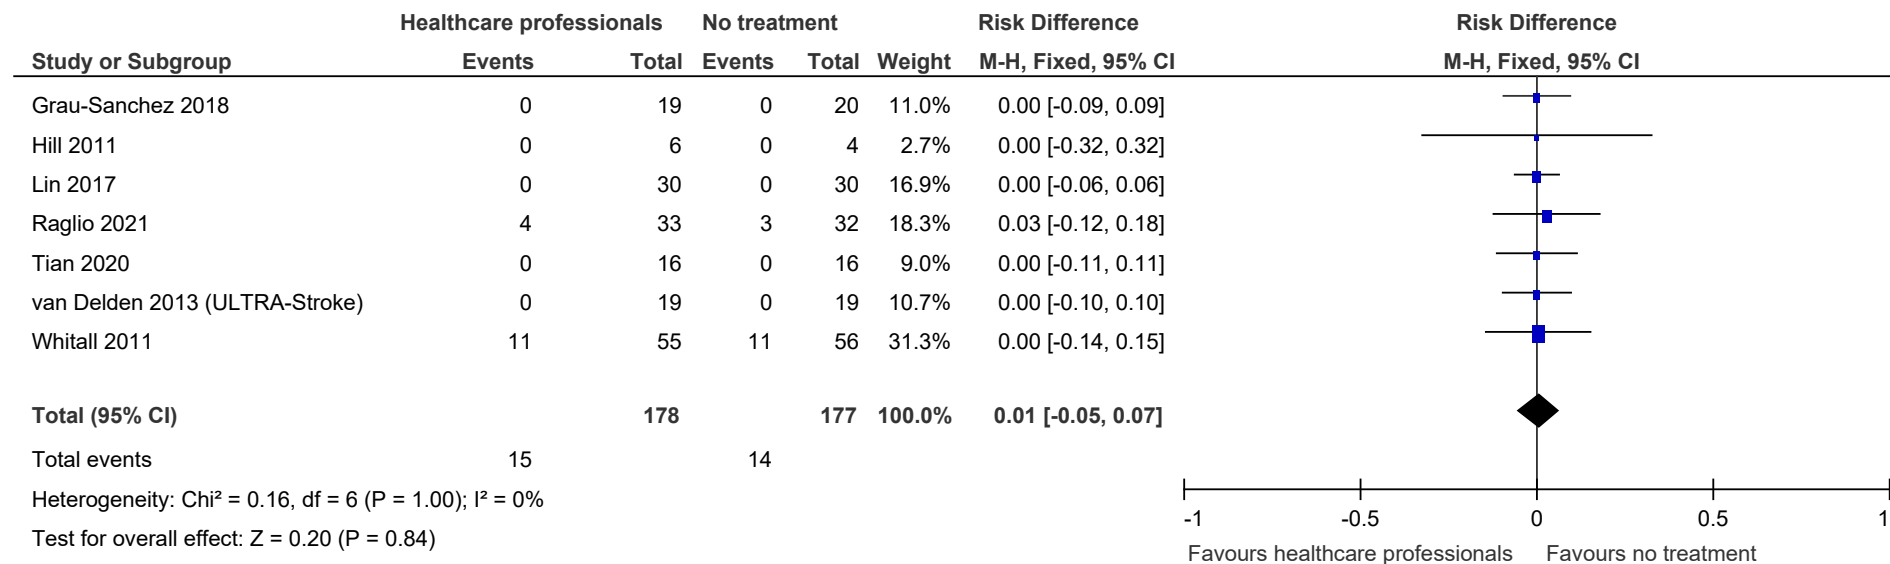 Healthcare professionals No treatment Risk Difference Risk Difference
Study or Subgroup Events Total Events Total Weight M-H, Fixed, 95% CI M-H, Fixed, 95% CI
Grau-Sanchez 2018 0 19 0 20 11.0% 0.00 [-0.09, 0.09]
Hill 2011 0 6 0 4 2.7% 0.00 [-0.32, 0.32]
Lin 2017 0 30 0 30 16.9% 0.00 [-0.06, 0.06]
Raglio 2021 4 33 3 32 18.3% 0.03 [-0.12, 0.18]
Tian 2020 0 16 0 16 9.0% 0.00 [-0.11, 0.11]
van Delden 2013 (ULTRA-Stroke) 0 19 0 19 10.7% 0.00 [-0.10, 0.10]
Whitall 2011 11 55 11 56 31.3% 0.00 [-0.14, 0.15]
Total (95% CI) 178 177 100.0% 0.01 [-0.05, 0.07]
Total events 15 14
Heterogeneity: Chi² = 0.16, df = 6 (P = 1.00); I² = 0%
Test for overall effect: Z = 0.20 (P = 0.84)
-1 -0.5 0 0.5 1
Favours healthcare professionals Favours no treatment